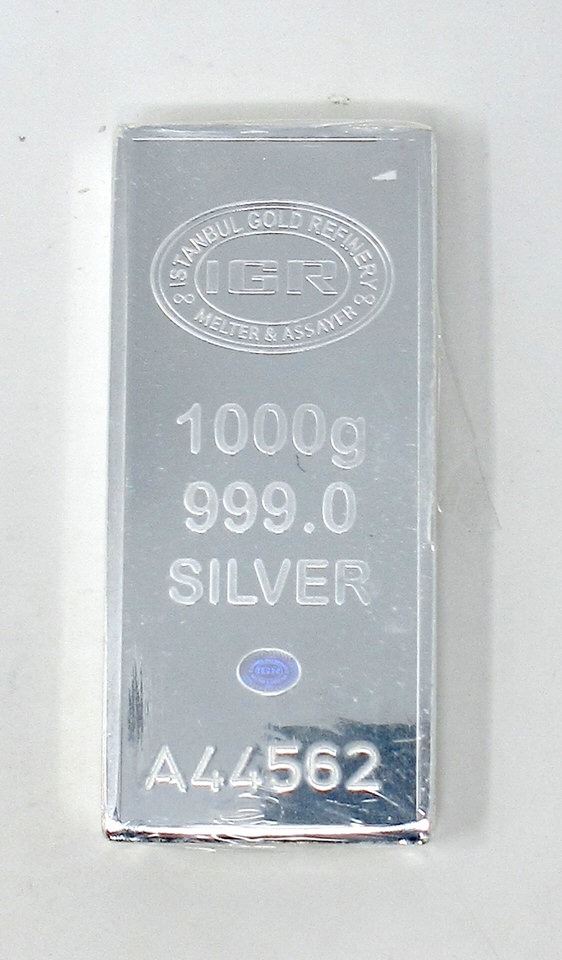 ISTANBUL GOLD REFINERY
IGR
MELTER & ASSAYER
1000g
999.0
SILVER
A44562